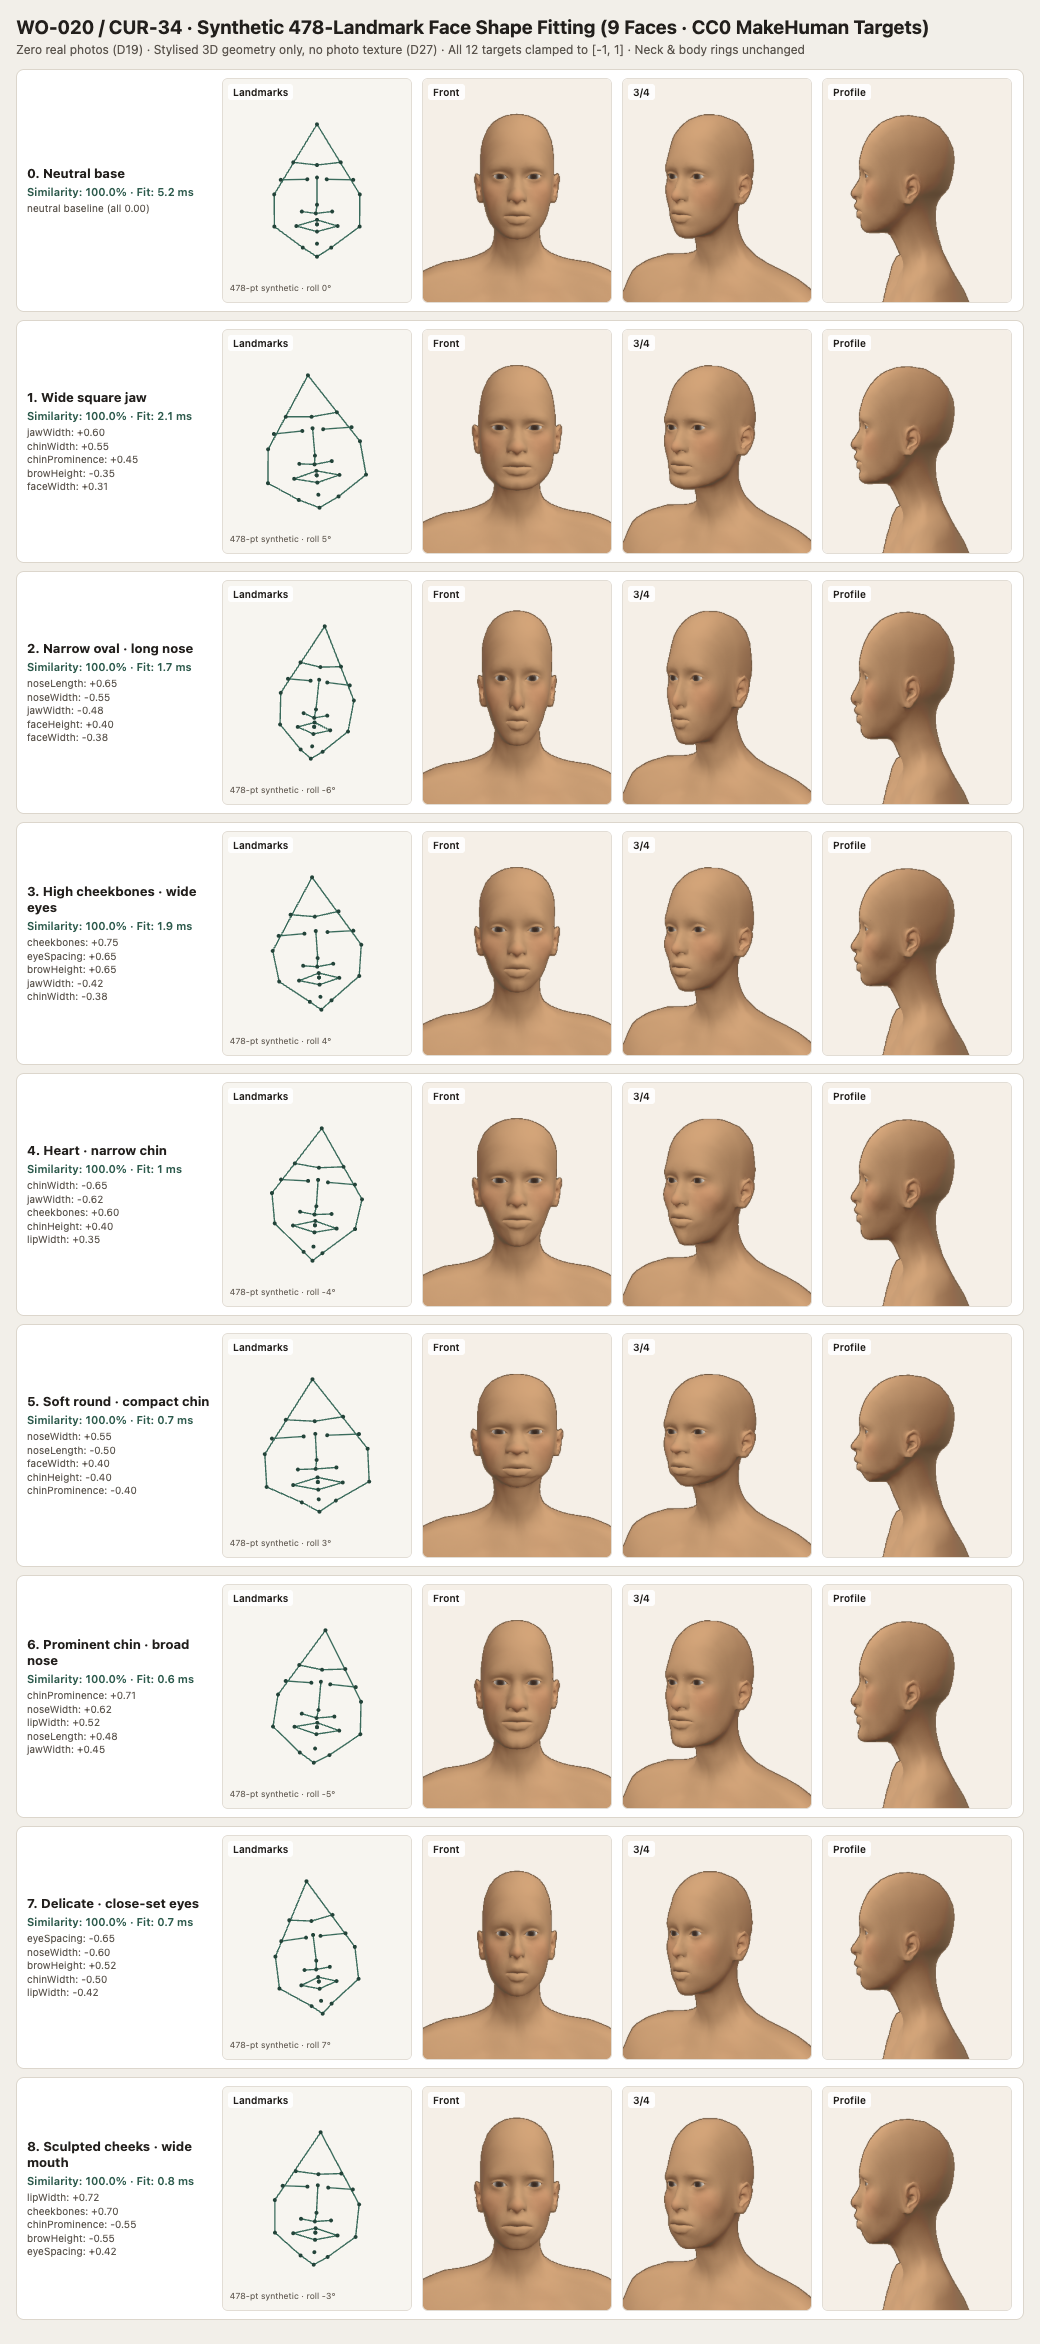 WO-020 / CUR-34 · Synthetic 478-Landmark Face Shape Fitting (9 Faces · CC0 MakeHuman Targets)
Zero real photos (D19) · Stylised 3D geometry only, no photo texture (D27) · All 12 targets clamped to [-1, 1] · Neck & body rings unchanged
0. Neutral base
Similarity: 100.0% · Fit: 5.2 ms
neutral baseline (all 0.00)
Landmarks
478-pt synthetic · roll 0°
Front
3/4
Profile
1. Wide square jaw
Similarity: 100.0% · Fit: 2.1 ms
jawWidth: +0.60
chinWidth: +0.55
chinProminence: +0.45
browHeight: -0.35
faceWidth: +0.31
Landmarks
478-pt synthetic · roll 5°
Front
3/4
Profile
2. Narrow oval · long nose
Similarity: 100.0% · Fit: 1.7 ms
noseLength: +0.65
noseWidth: -0.55
jawWidth: -0.48
faceHeight: +0.40
faceWidth: -0.38
Landmarks
478-pt synthetic · roll -6°
Front
3/4
Profile
3. High cheekbones · wide
eyes
Similarity: 100.0% · Fit: 1.9 ms
cheekbones: +0.75
eyeSpacing: +0.65
browHeight: +0.65
jawWidth: -0.42
chinWidth: -0.38
Landmarks
478-pt synthetic · roll 4°
Front
3/4
Profile
4. Heart · narrow chin
Similarity: 100.0% · Fit: 1 ms
chinWidth: -0.65
jawWidth: -0.62
cheekbones: +0.60
chinHeight: +0.40
lipWidth: +0.35
Landmarks
478-pt synthetic · roll -4°
Front
3/4
Profile
5. Soft round · compact chin
Similarity: 100.0% · Fit: 0.7 ms
noseWidth: +0.55
noseLength: -0.50
faceWidth: +0.40
chinHeight: -0.40
chinProminence: -0.40
Landmarks
478-pt synthetic · roll 3°
Front
3/4
Profile
6. Prominent chin · broad
nose
Similarity: 100.0% · Fit: 0.6 ms
chinProminence: +0.71
noseWidth: +0.62
lipWidth: +0.52
noseLength: +0.48
jawWidth: +0.45
Landmarks
478-pt synthetic · roll -5°
Front
3/4
Profile
7. Delicate · close-set eyes
Similarity: 100.0% · Fit: 0.7 ms
eyeSpacing: -0.65
noseWidth: -0.60
browHeight: +0.52
chinWidth: -0.50
lipWidth: -0.42
Landmarks
478-pt synthetic · roll 7°
Front
3/4
Profile
8. Sculpted cheeks · wide
mouth
Similarity: 100.0% · Fit: 0.8 ms
lipWidth: +0.72
cheekbones: +0.70
chinProminence: -0.55
browHeight: -0.55
eyeSpacing: +0.42
Landmarks
478-pt synthetic · roll -3°
Front
3/4
Profile